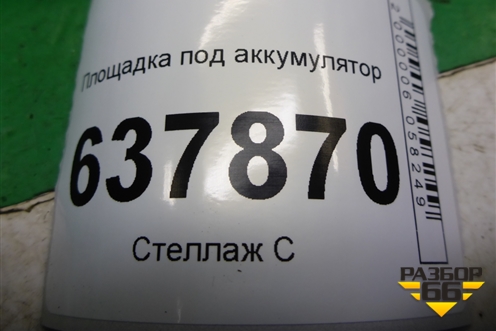 Площадка под аккумулятор
637870
Стеллаж С
2000006058249
РАЗБОР
66